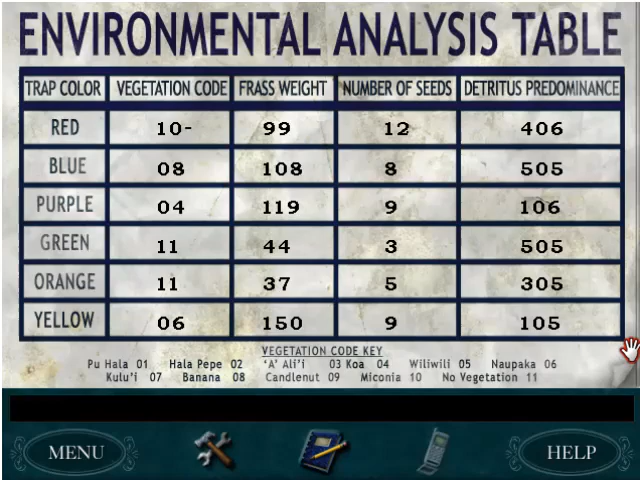 ENVIRONMENTAL ANALYSIS TABLE
TRAP COLOR VEGETATION CODE FRASS WEIGHT NUMBER OF SEEDS DETRITUS PREDOMINANCE
RED 10- 99 12 406
BLUE 08 108 8 505
PURPLE 04 119 9 106
GREEN 11 44 3 505
ORANGE 11 37 5 305
YELLOW 06 150 9 105
VEGETATION CODE KEY
Pu Hala 01 Hala Pepe 02 'A' Ali'i 03 Koa 04 Wiliwili 05 Naupaka 06
Kulu'i 07 Banana 08 Candlenut 09 Miconia 10 No Vegetation 11
MENU HELP